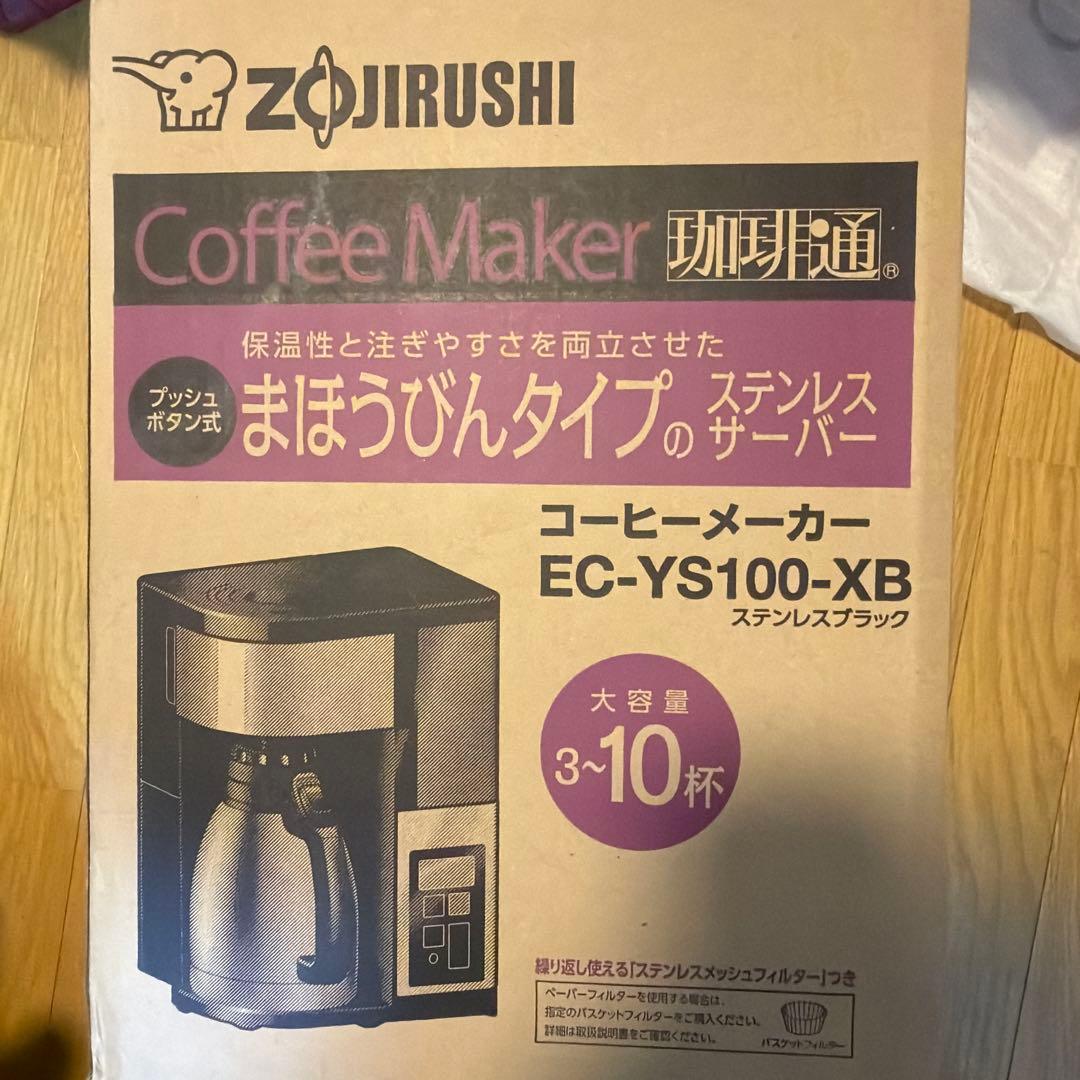 ZOJIRUSHI
Coffee Maker 珈琲通®
保温性と注ぎやすさを両立させた
プッシュ
ボタン式
まほうびんタイプの
ステンレス
サーバー
コーヒーメーカー
EC-YS100-XB
ステンレスブラック
大容量
3~10杯
繰り返し使える「ステンレスメッシュフィルター」つき
ペーパーフィルターを使用する場合は、
指定のバスケットフィルターをご購入ください。
詳細は取扱説明書をご確認ください。
バスケットフィルター